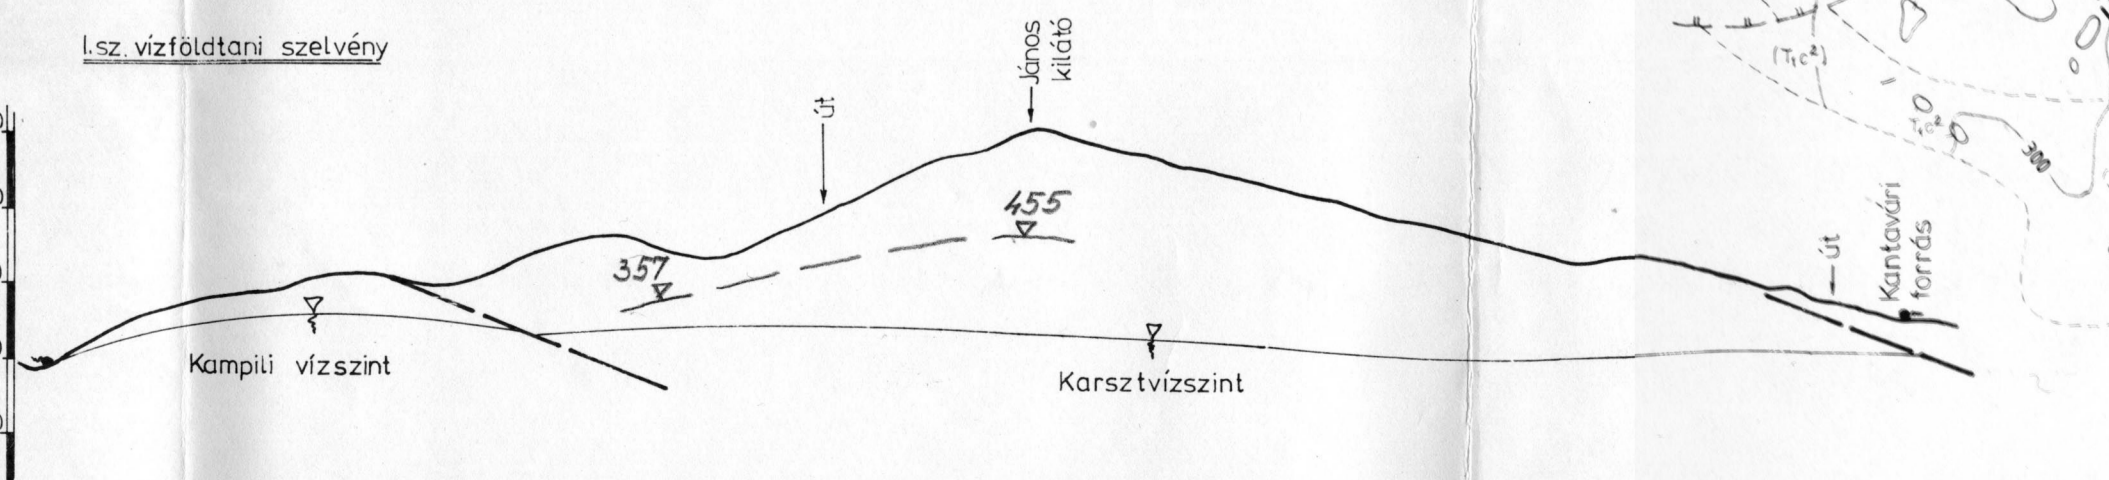 I.sz. vízföldtani szelvény
út
János
kilátó
455
357
Kampili vízszint
Karsztvízszint
út
Kantavári
forrás
(T₁c²)
T₁c²
300